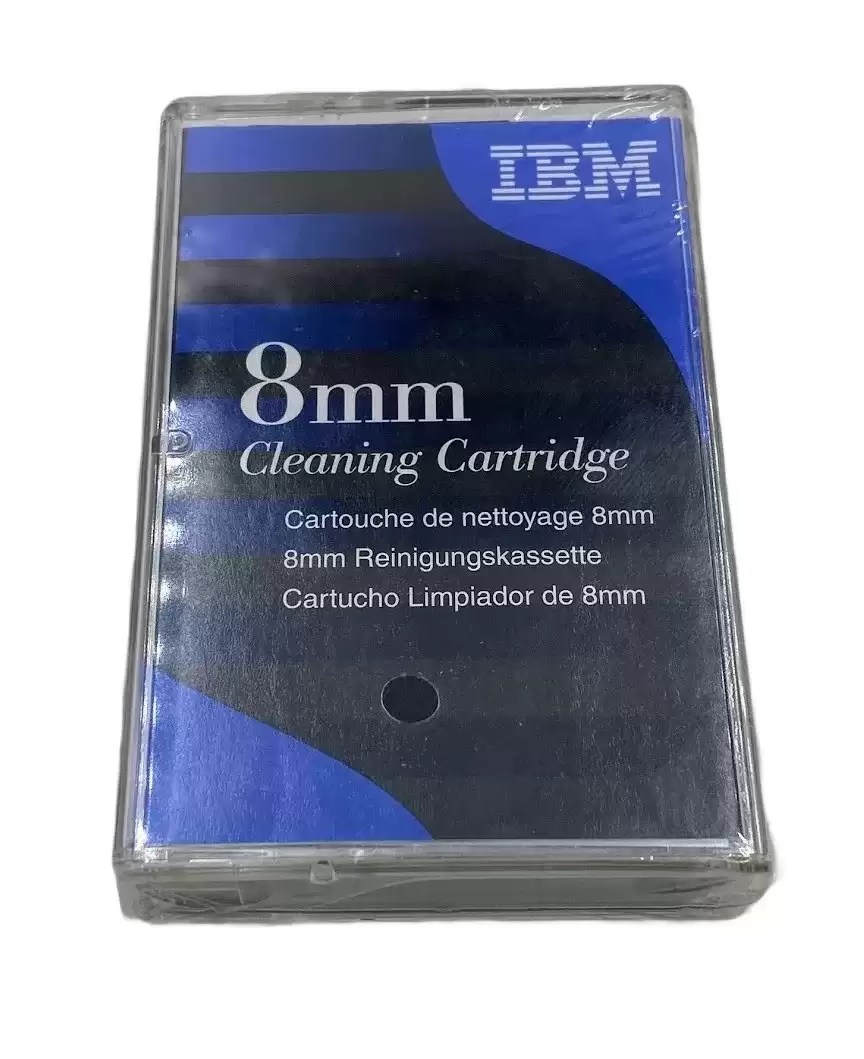 IBM
8mm
Cleaning Cartridge
Cartouche de nettoyage 8mm
8mm Reinigungskassette
Cartucho Limpiador de 8mm